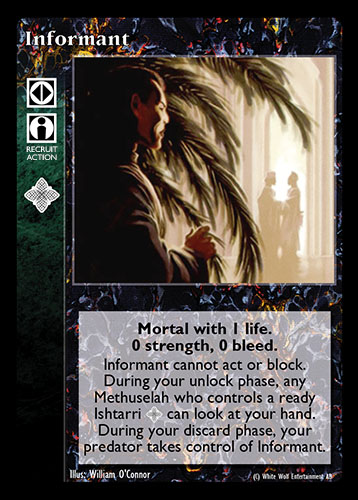 Informant
RECRUIT
ACTION
Mortal with 1 life.
0 strength, 0 bleed.
Informant cannot act or block.
During your unlock phase, any
Methuselah who controls a ready
Ishtarri can look at your hand.
During your discard phase, your
predator takes control of Informant.
Illus: William O'Connor
(C) White Wolf Entertainment AB